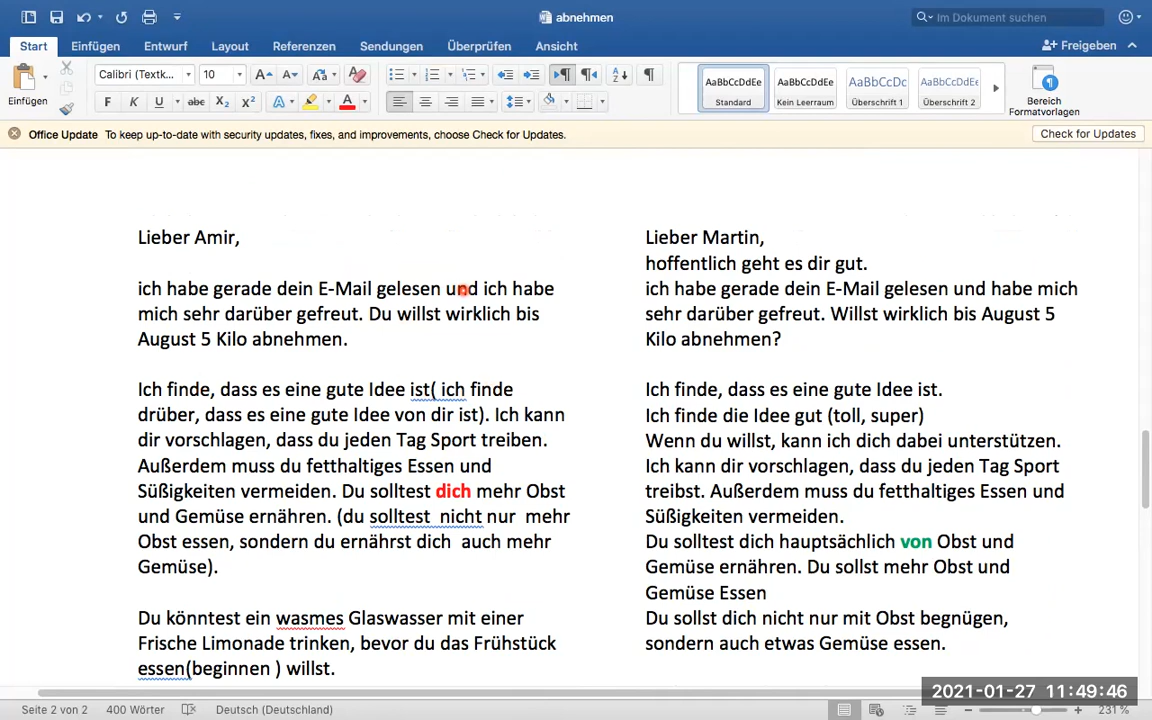 abnehmen
Im Dokument suchen
Start Einfügen Entwurf Layout Referenzen Sendungen Überprüfen Ansicht
Freigeben
Einfügen
Calibri (Textk... 10
AaBbCcDdEe AaBbCcDdEe AaBbCcDc AaBbCcDdEe
Standard Kein Leerraum Überschrift 1 Überschrift 2
Bereich
Formatvorlagen
F K U abc X₂ X² A A
Office Update To keep up-to-date with security updates, fixes, and improvements, choose Check for Updates.
Check for Updates
Lieber Amir,
ich habe gerade dein E-Mail gelesen und ich habe
mich sehr darüber gefreut. Du willst wirklich bis
August 5 Kilo abnehmen.
Ich finde, dass es eine gute Idee ist( ich finde
drüber, dass es eine gute Idee von dir ist). Ich kann
dir vorschlagen, dass du jeden Tag Sport treiben.
Außerdem muss du fetthaltiges Essen und
Süßigkeiten vermeiden. Du solltest dich mehr Obst
und Gemüse ernähren. (du solltest nicht nur mehr
Obst essen, sondern du ernährst dich auch mehr
Gemüse).
Du könntest ein wasmes Glaswasser mit einer
Frische Limonade trinken, bevor du das Frühstück
essen(beginnen ) willst.
Lieber Martin,
hoffentlich geht es dir gut.
ich habe gerade dein E-Mail gelesen und habe mich
sehr darüber gefreut. Willst wirklich bis August 5
Kilo abnehmen?
Ich finde, dass es eine gute Idee ist.
Ich finde die Idee gut (toll, super)
Wenn du willst, kann ich dich dabei unterstützen.
Ich kann dir vorschlagen, dass du jeden Tag Sport
treibst. Außerdem muss du fetthaltiges Essen und
Süßigkeiten vermeiden.
Du solltest dich hauptsächlich von Obst und
Gemüse ernähren. Du sollst mehr Obst und
Gemüse Essen
Du sollst dich nicht nur mit Obst begnügen,
sondern auch etwas Gemüse essen.
2021-01-27 11:49:46
Seite 2 von 2 400 Wörter Deutsch (Deutschland)
231 %